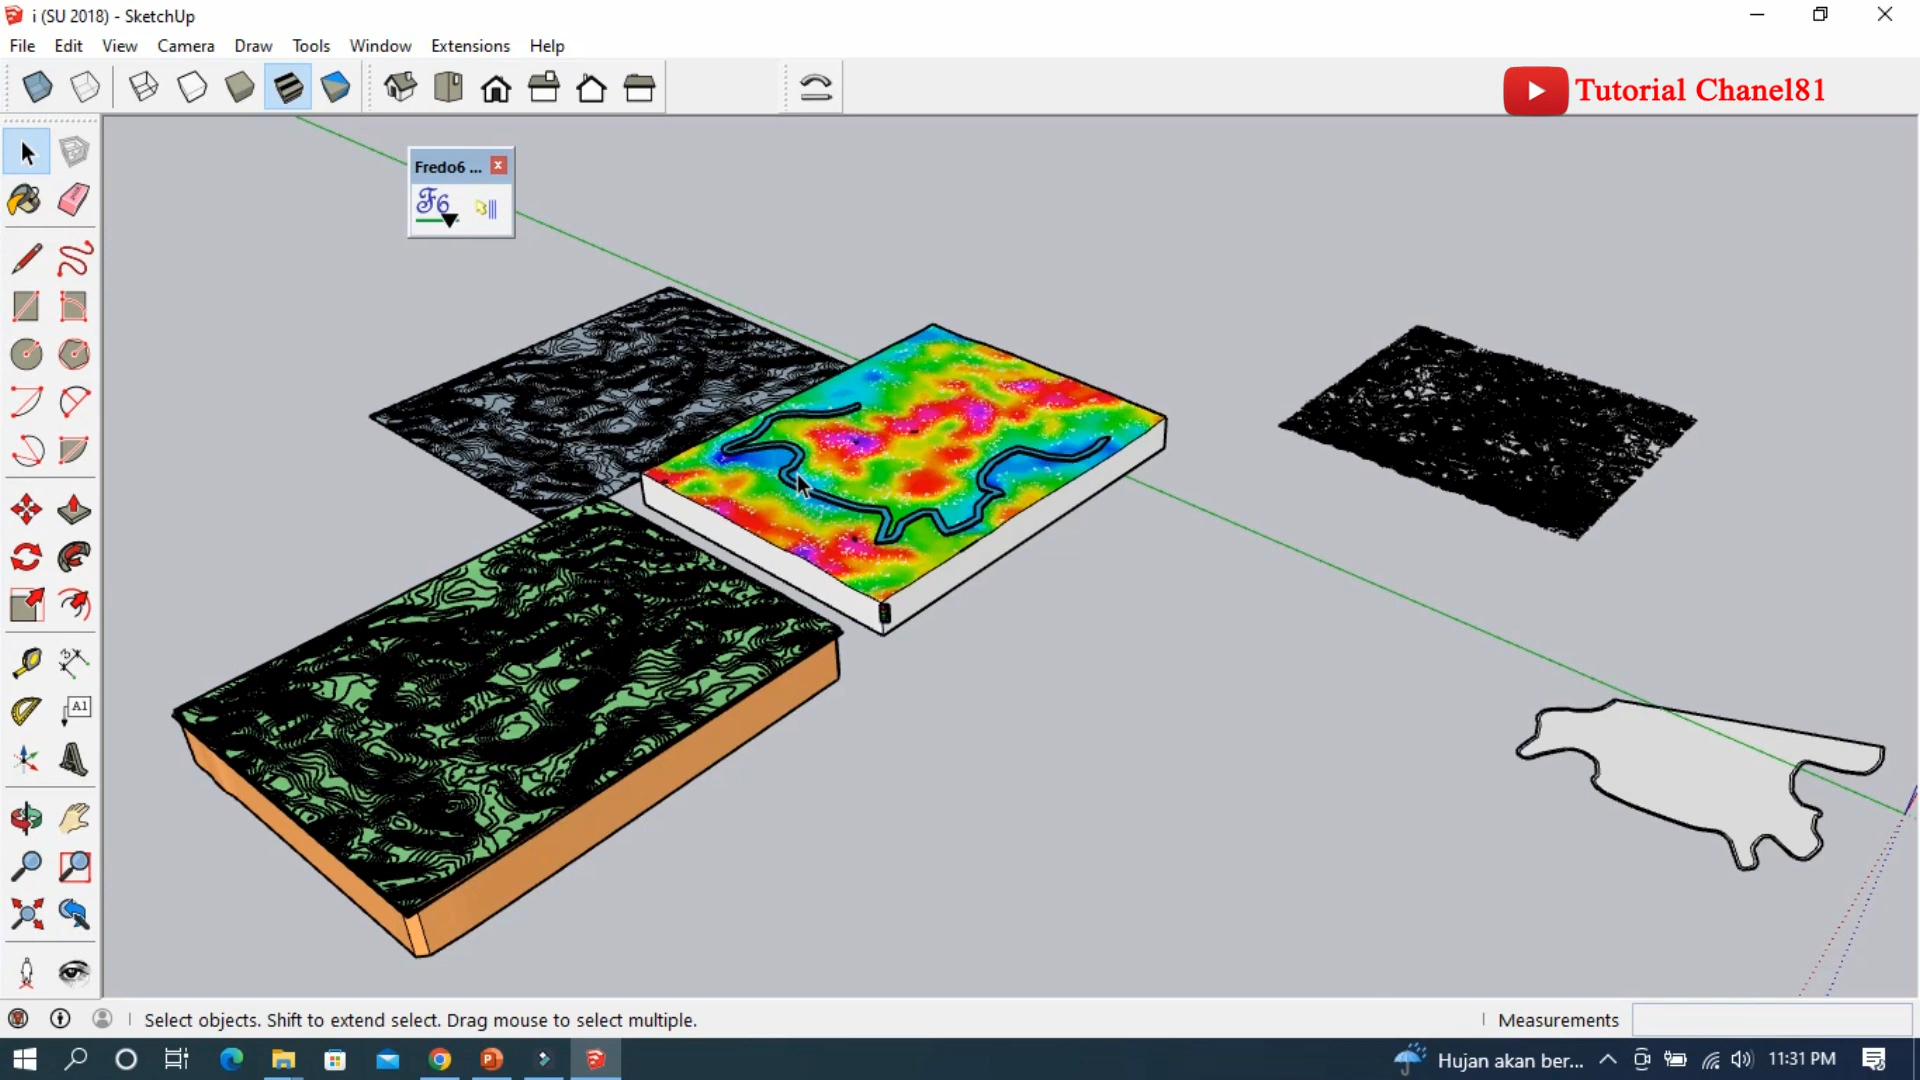 i (SU 2018) - SketchUp
File Edit View Camera Draw Tools Window Extensions Help
Tutorial Chanel81
Fredo6 ...
F6
A1
Select objects. Shift to extend select. Drag mouse to select multiple.
Measurements
Hujan akan ber...
11:31 PM